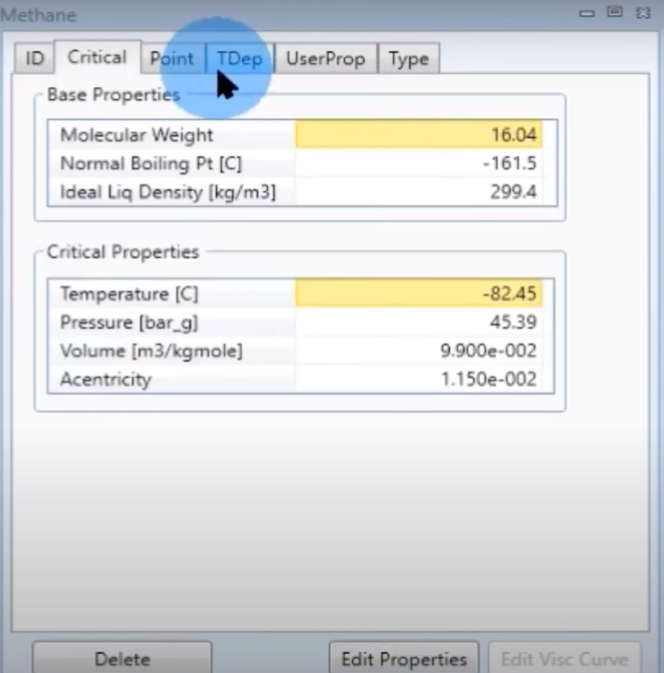 Methane
ID Critical Point TDep UserProp Type
Base Properties
Molecular Weight 16.04
Normal Boiling Pt [C] -161.5
Ideal Liq Density [kg/m3] 299.4
Critical Properties
Temperature [C] -82.45
Pressure [bar_g] 45.39
Volume [m3/kgmole] 9.900e-002
Acentricity 1.150e-002
Delete Edit Properties Edit Visc Curve